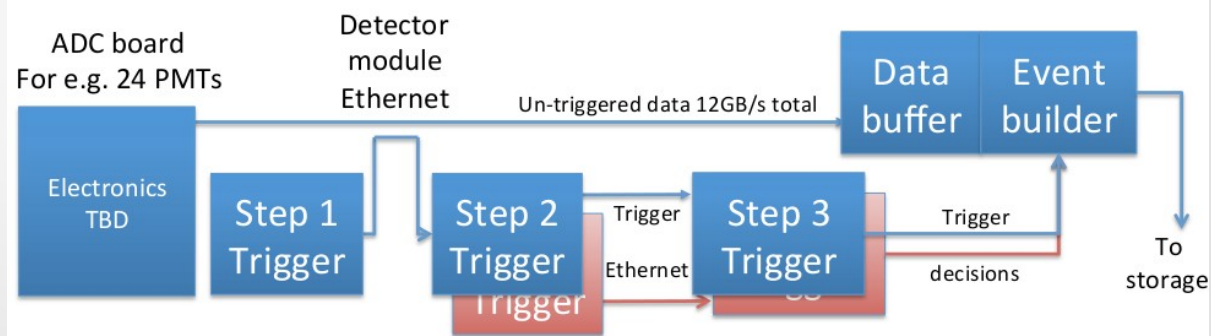 ADC board
For e.g. 24 PMTs
Detector
module
Ethernet
Un-triggered data 12GB/s total
Data
buffer
Event
builder
Electronics
TBD
Step 1
Trigger
Step 2
Trigger
Trigger
Trigger
Ethernet
Step 3
Trigger
Trigger
decisions
To
storage